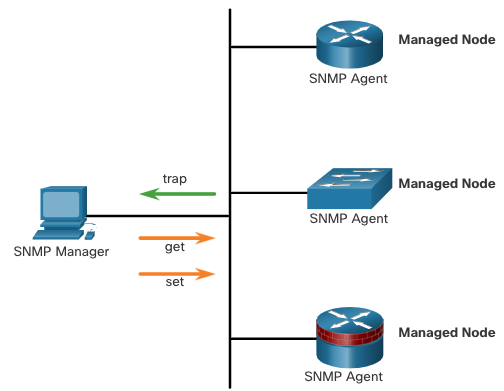 Managed Node
SNMP Agent
trap
Managed Node
SNMP Agent
SNMP Manager
get
set
Managed Node
SNMP Agent